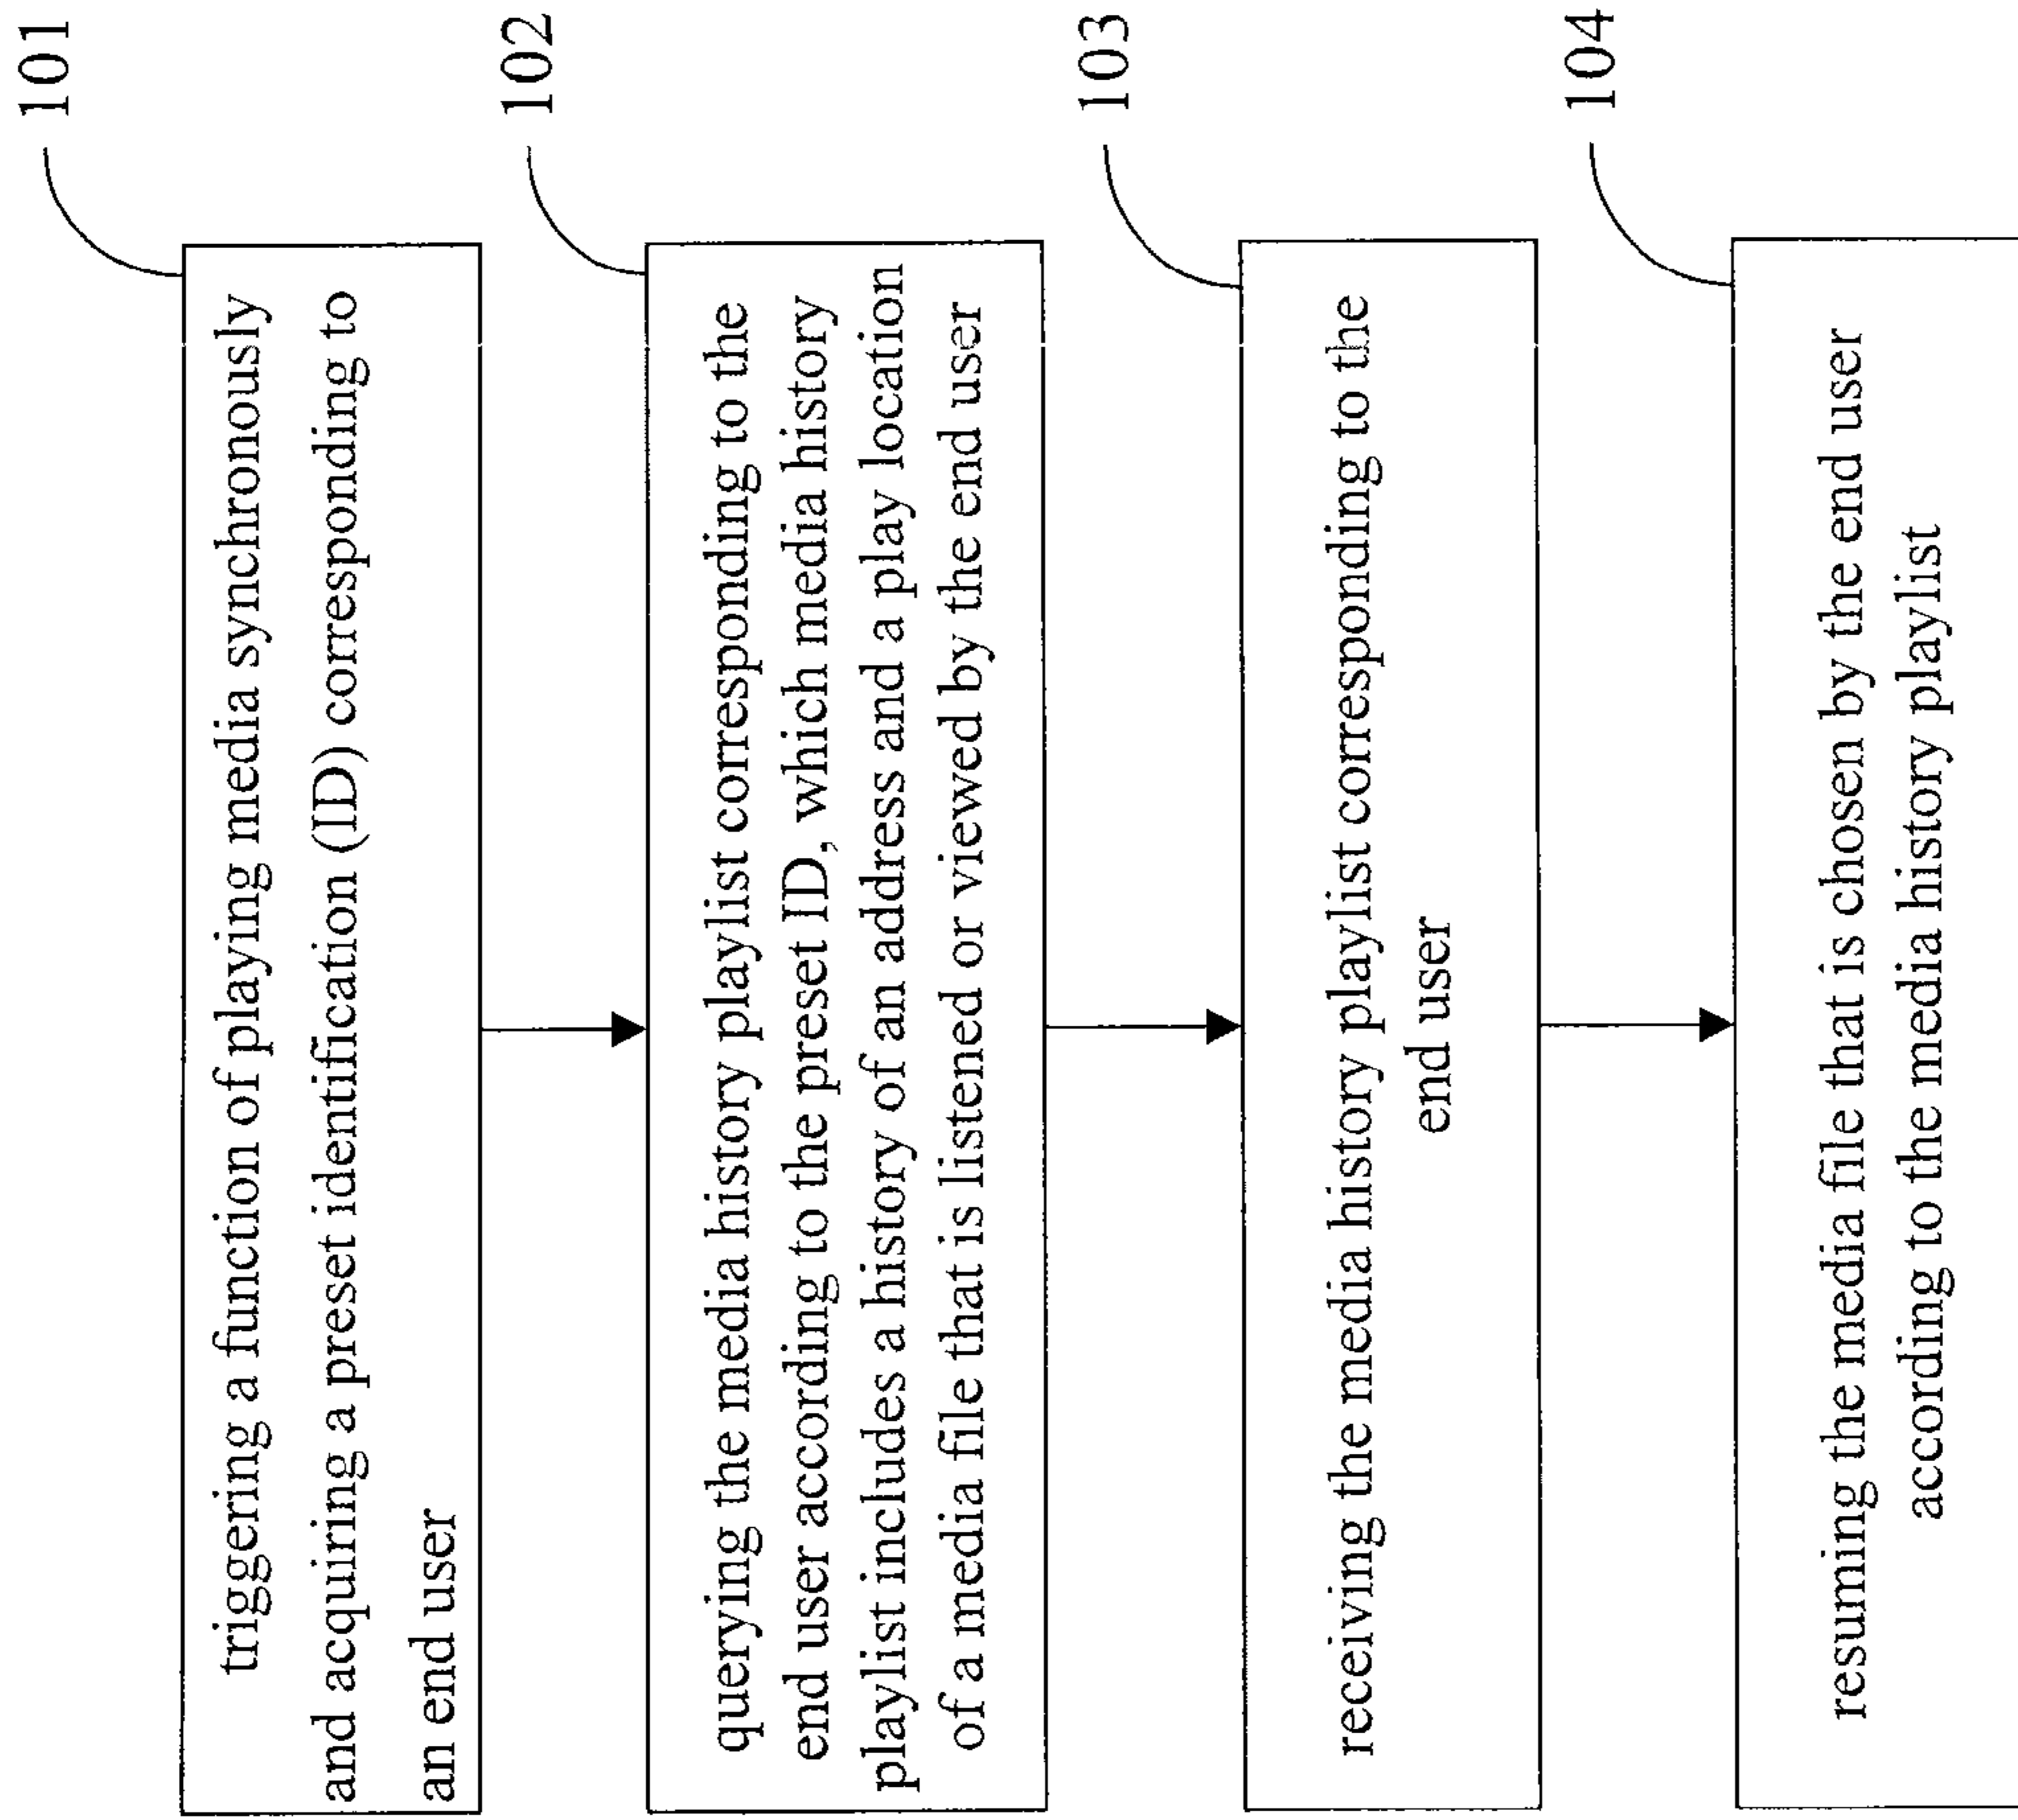 101
triggering a function of playing media synchronously
and acquiring a preset identification (ID) corresponding to
an end user
102
querying the media history playlist corresponding to the
end user according to the preset ID, which media history
playlist includes a history of an address and a play location
of a media file that is listened or viewed by the end user
103
receiving the media history playlist corresponding to the
end user
104
resuming the media file that is chosen by the end user
according to the media history playlist